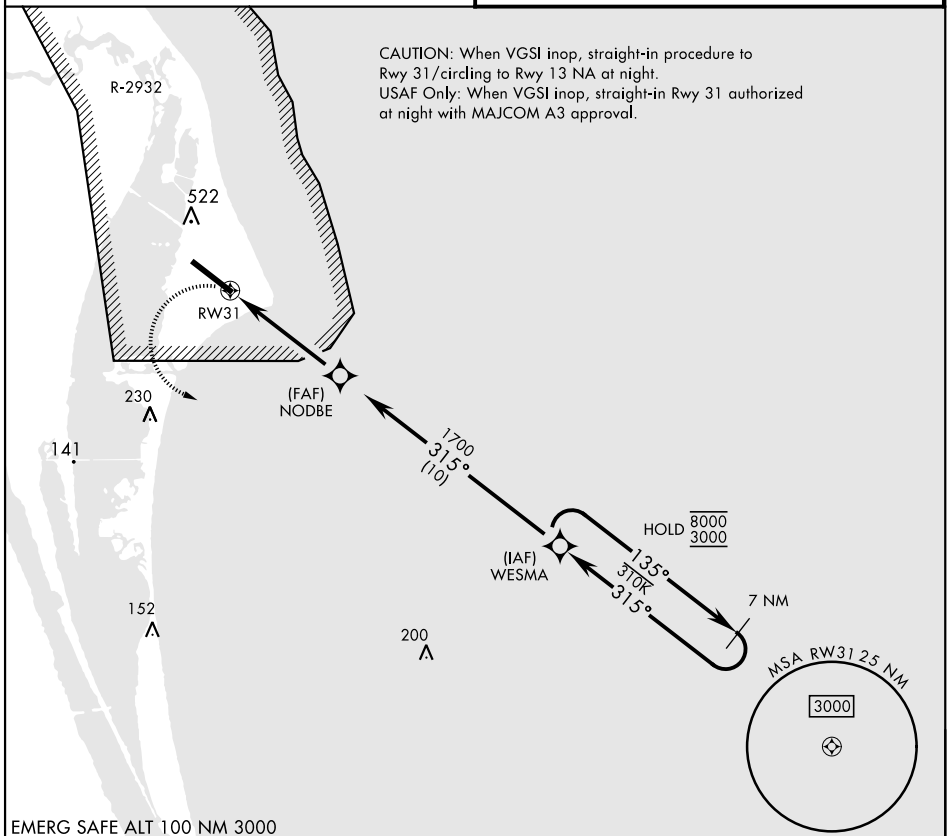 CAUTION: When VGSI inop, straight-in procedure to
Rwy 31/circling to Rwy 13 NA at night.
USAF Only: When VGSI inop, straight-in Rwy 31 authorized
at night with MAJCOM A3 approval.
R-2932
522
RW31
(FAF)
NODBE
230
141
1700
315°
(10)
HOLD 8000
3000
(IAF)
WESMA
135°
310K
315°
7 NM
152
200
MSA RW31 25 NM
3000
EMERG SAFE ALT 100 NM 3000